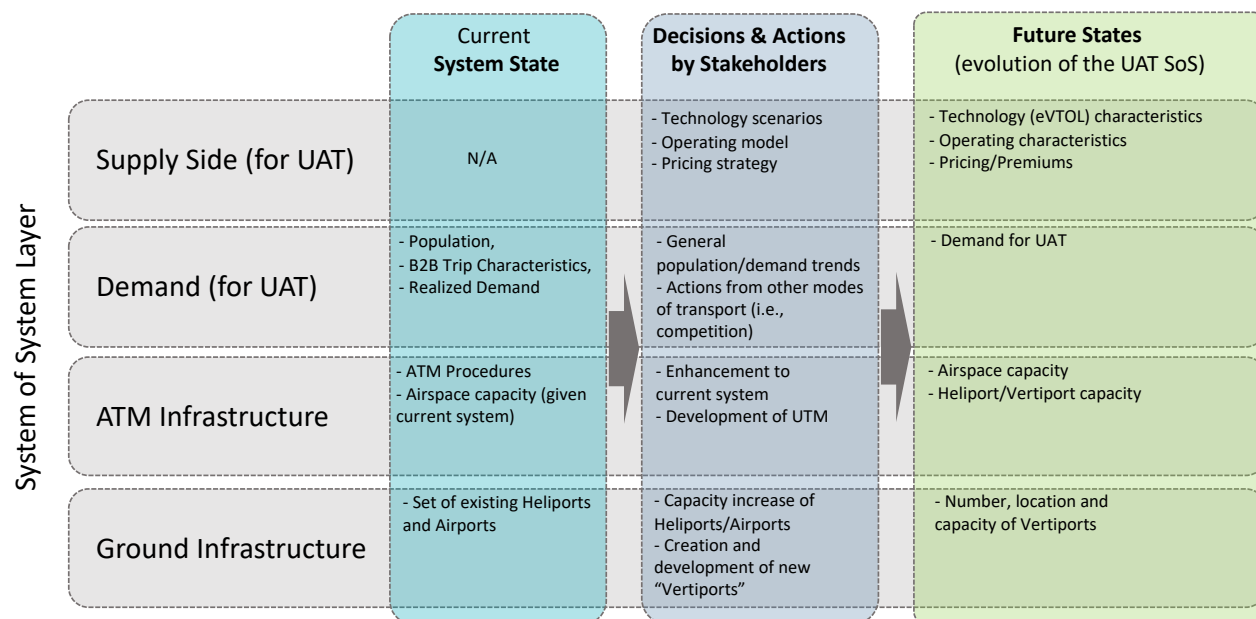 Current
System State
Decisions & Actions
by Stakeholders
Future States
(evolution of the UAT SoS)
System of System Layer
Supply Side (for UAT)
N/A
- Technology scenarios
- Operating model
- Pricing strategy
- Technology (eVTOL) characteristics
- Operating characteristics
- Pricing/Premiums
Demand (for UAT)
- Population,
- B2B Trip Characteristics,
- Realized Demand
- General
population/demand trends
- Actions from other modes
of transport (i.e.,
competition)
- Demand for UAT
ATM Infrastructure
- ATM Procedures
- Airspace capacity (given
current system)
- Enhancement to
current system
- Development of UTM
- Airspace capacity
- Heliport/Vertiport capacity
Ground Infrastructure
- Set of existing Heliports
and Airports
- Capacity increase of
Heliports/Airports
- Creation and
development of new
“Vertiports”
- Number, location and
capacity of Vertiports